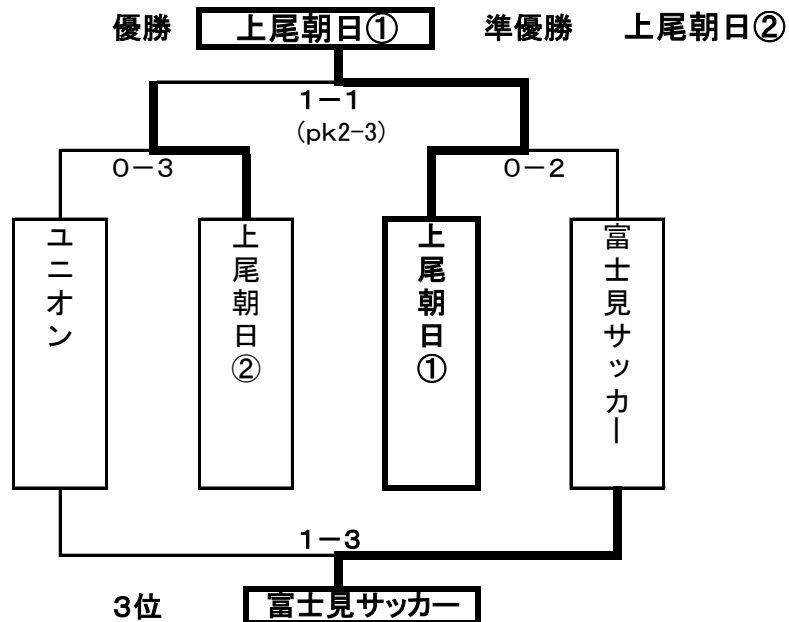 優勝 上尾朝日① 準優勝 上尾朝日②
1－1
(pk2-3)
0－3 0－2
ユニオン
上尾朝日②
上尾朝日①
富士見サッカー
1－3
3位 富士見サッカー